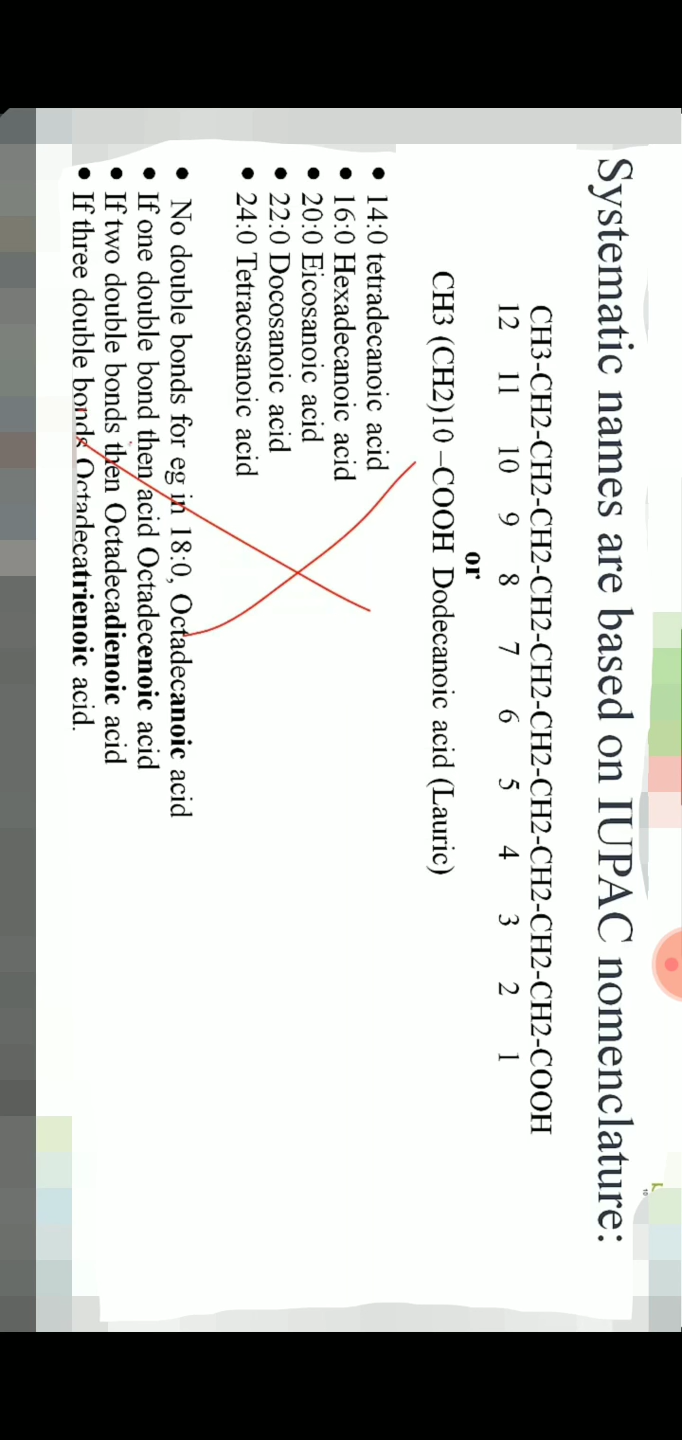 Systematic names are based on IUPAC nomenclature:
CH3-CH2-CH2-CH2-CH2-CH2-CH2-CH2-CH2-CH2-CH2-COOH
12 11 10 9 8 7 6 5 4 3 2 1
or
CH3 (CH2)10 –COOH Dodecanoic acid (Lauric)
• 14:0 tetradecanoic acid
• 16:0 Hexadecanoic acid
• 20:0 Eicosanoic acid
• 22:0 Docosanoic acid
• 24:0 Tetracosanoic acid
• No double bonds for eg in 18:0, Octadecanoic acid
• If one double bond then acid Octadecenoic acid
• If two double bonds then Octadecadienoic acid
• If three double bonds Octadecatrienoic acid.